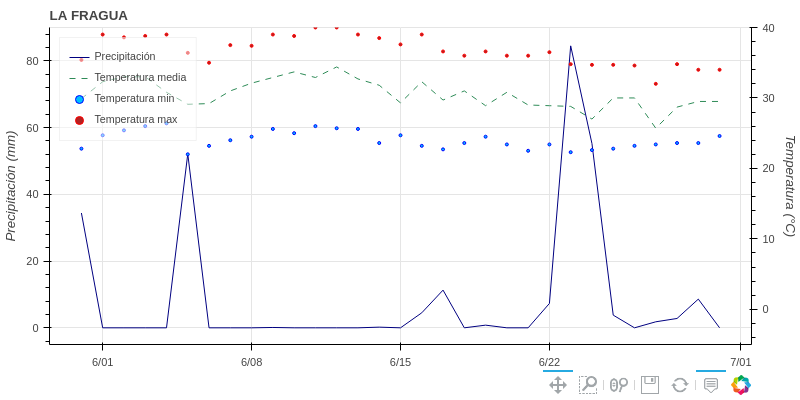 LA FRAGUA
Precipitación
Temperatura media
Temperatura min
Temperatura max
Precipitación (mm)
80
60
40
20
0
Temperatura (°C)
40
30
20
10
0
6/01
6/08
6/15
6/22
7/01